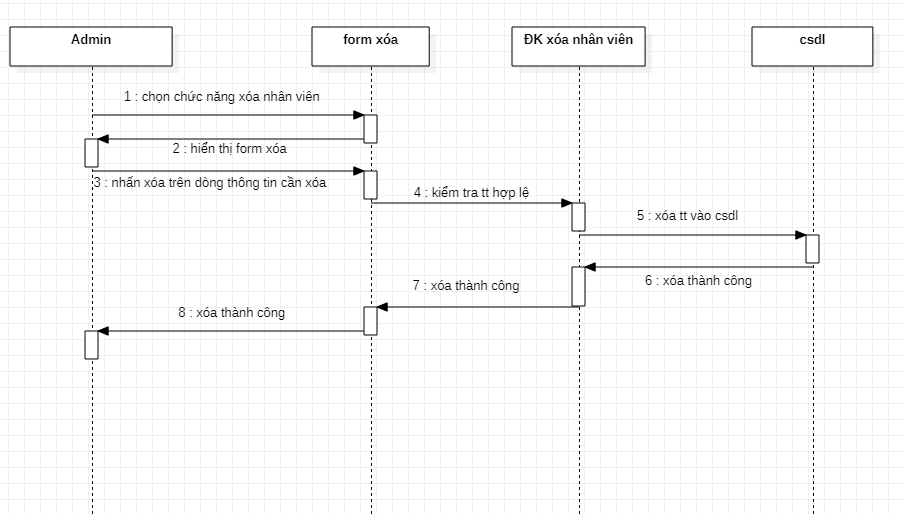 Admin
form xóa
ĐK xóa nhân viên
csdl
1 : chọn chức năng xóa nhân viên
2 : hiển thị form xóa
3 : nhấn xóa trên dòng thông tin cần xóa
4 : kiểm tra tt hợp lệ
5 : xóa tt vào csdl
6 : xóa thành công
7 : xóa thành công
8 : xóa thành công